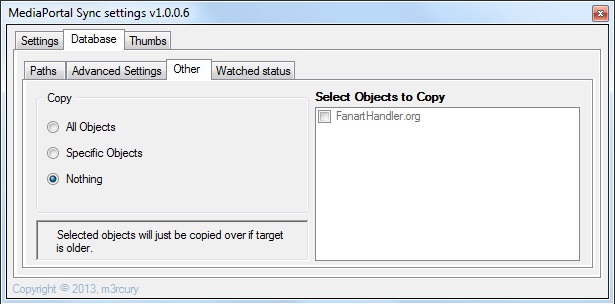 MediaPortal Sync settings v1.0.0.6
Settings Database Thumbs
Paths Advanced Settings Other Watched status
Copy
All Objects
Specific Objects
Nothing
Selected objects will just be copied over if target
is older.
Select Objects to Copy
FanartHandler.org
Copyright © 2013, m3rcury